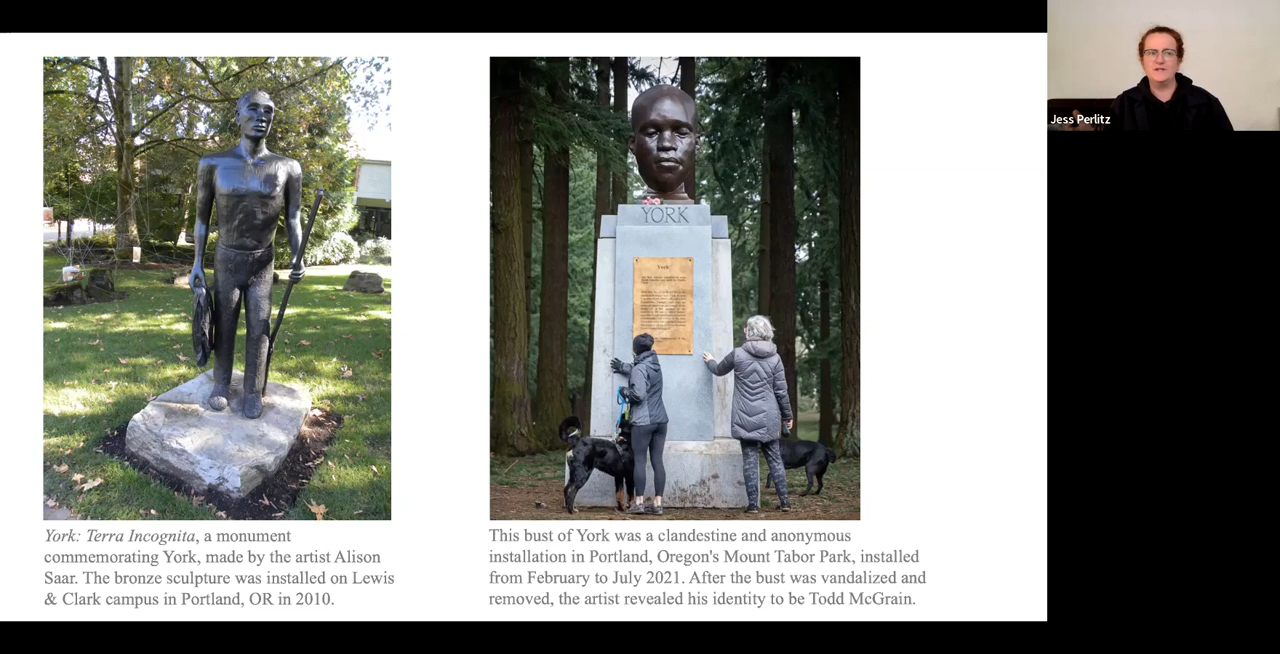 Jess Perlitz
YORK
York
York: Terra Incognita, a monument
commemorating York, made by the artist Alison
Saar. The bronze sculpture was installed on Lewis
& Clark campus in Portland, OR in 2010.
This bust of York was a clandestine and anonymous
installation in Portland, Oregon's Mount Tabor Park, installed
from February to July 2021. After the bust was vandalized and
removed, the artist revealed his identity to be Todd McGrain.